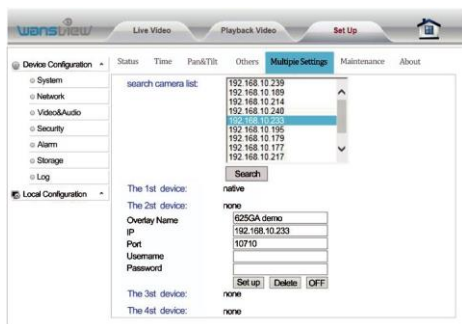 wansview
Live Video
Playback Video
Set Up
Device Configuration
System
Network
Video&Audio
Security
Alarm
Storage
Log
Local Configuration
Status Time Pan&Tilt Others Multiple Settings Maintenance About
search camera list:
192.168.10.239
192.168.10.189
192.168.10.214
192.168.10.240
192.168.10.233
192.168.10.195
192.168.10.179
192.168.10.177
192.168.10.217
Search
The 1st device: native
The 2st device: none
Overlay Name 625GA demo
IP 192.168.10.233
Port 10710
Username
Password
Set up Delete OFF
The 3st device: none
The 4st device: none